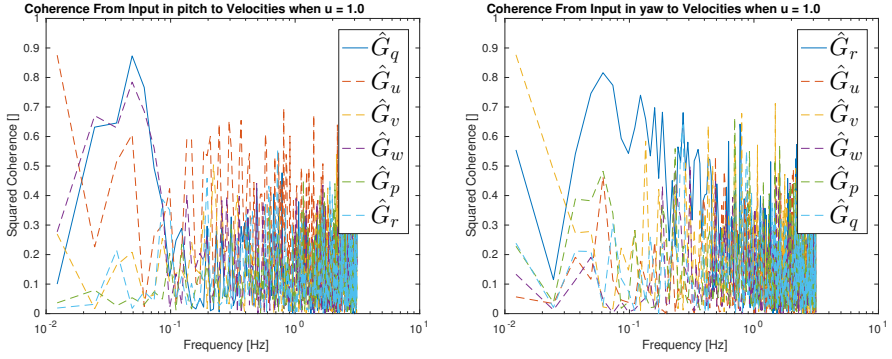 Coherence From Input in pitch to Velocities when u = 1.0
1
0.9
0.8
0.7
0.6
0.5
0.4
0.3
0.2
0.1
0
Squared Coherence []
10^-2
10^-1
10^0
10^1
Frequency [Hz]
Ĝ_q
Ĝ_u
Ĝ_v
Ĝ_w
Ĝ_p
Ĝ_r
Coherence From Input in yaw to Velocities when u = 1.0
1
0.9
0.8
0.7
0.6
0.5
0.4
0.3
0.2
0.1
0
Squared Coherence []
10^-2
10^-1
10^0
10^1
Frequency [Hz]
Ĝ_r
Ĝ_u
Ĝ_v
Ĝ_w
Ĝ_p
Ĝ_q